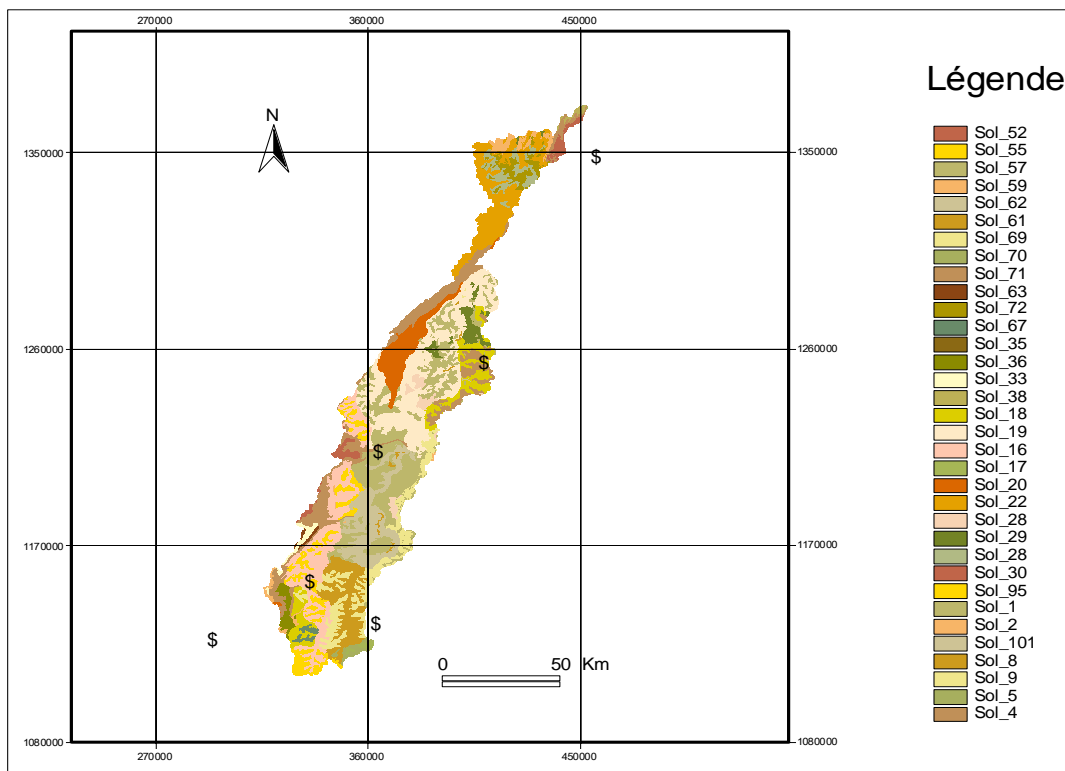 270000 360000 450000
Légende
N
Sol_52
Sol_55
1350000 $ 1350000
Sol_57
Sol_59
Sol_62
Sol_61
Sol_69
Sol_70
Sol_71
Sol_63
Sol_72
Sol_67
1260000 1260000
Sol_35
$
Sol_36
Sol_33
Sol_38
Sol_18
Sol_19
$
Sol_16
Sol_17
Sol_20
Sol_22
Sol_28
1170000 1170000
Sol_29
Sol_28
$
Sol_30
Sol_95
Sol_1
$
Sol_2
$
Sol_101
0 50 Km
Sol_8
Sol_9
Sol_5
Sol_4
1080000 1080000
270000 360000 450000